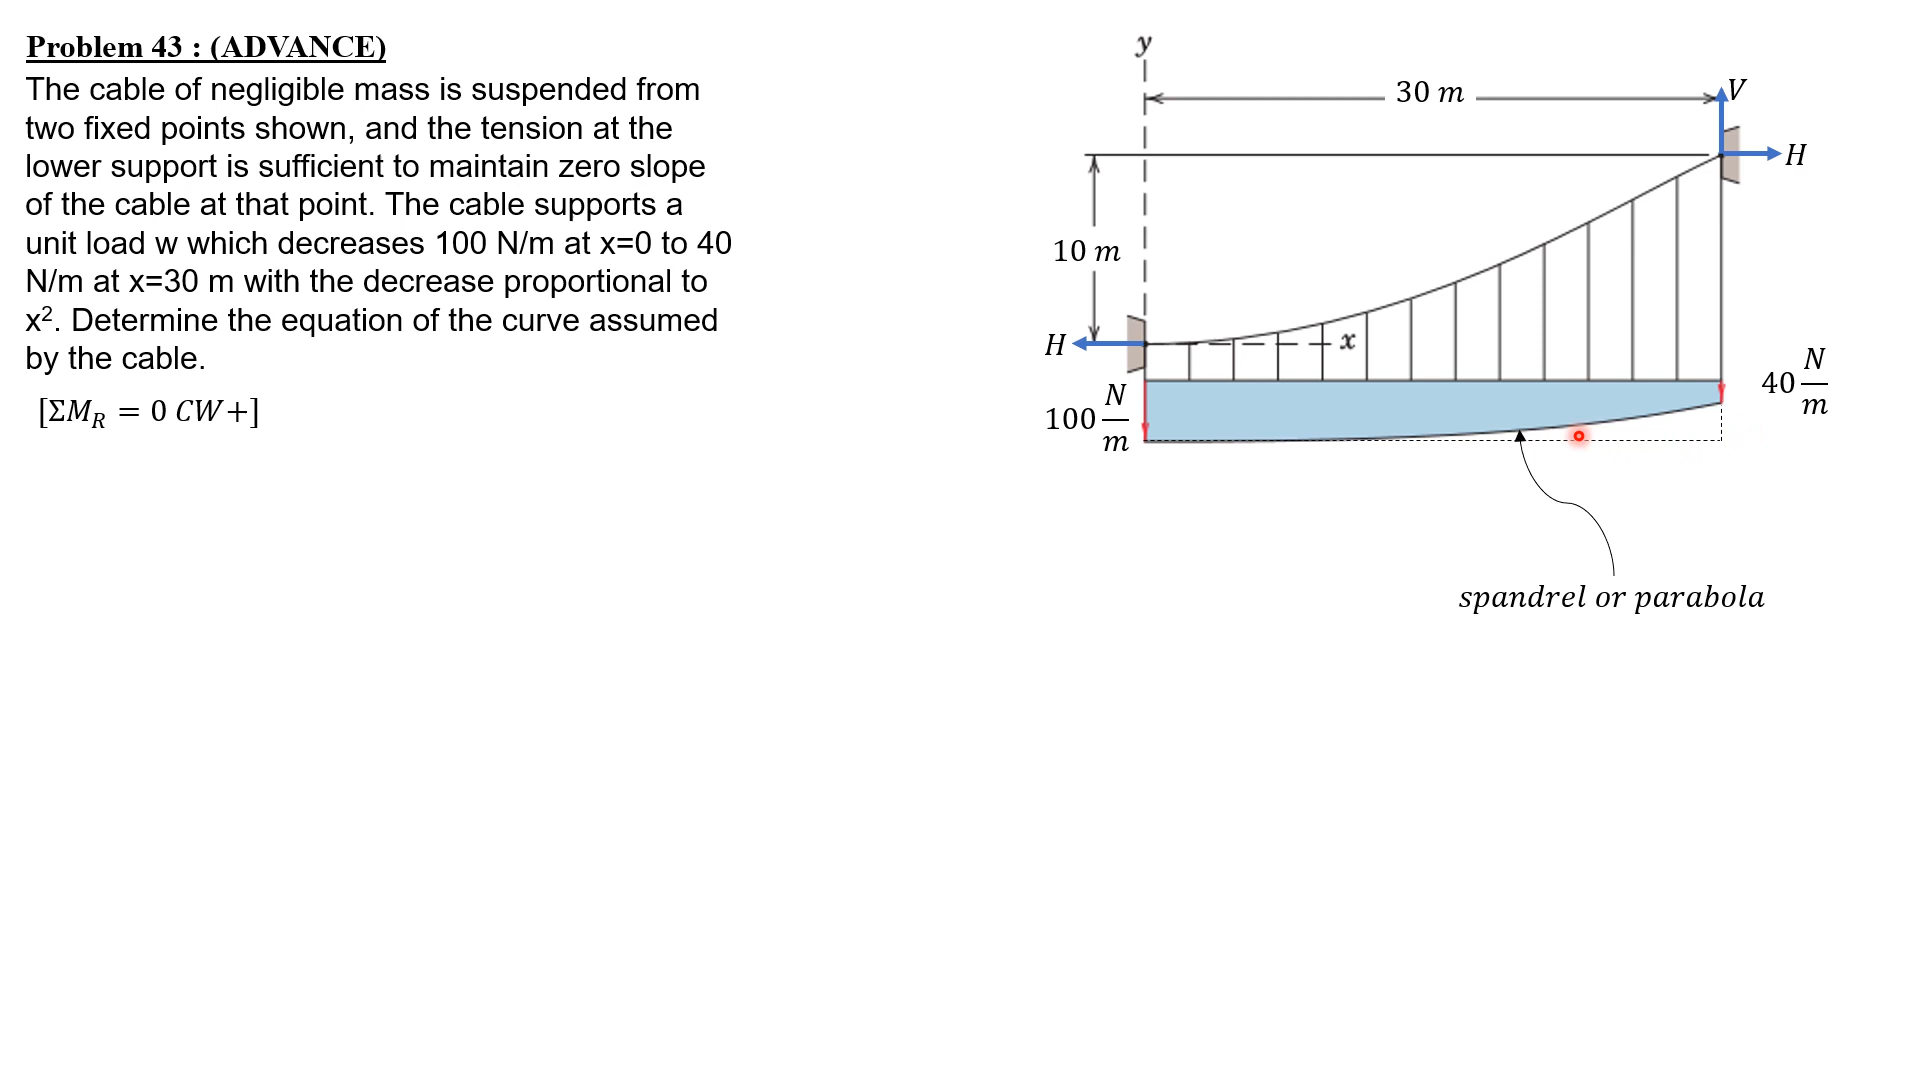 Problem 43 : (ADVANCE)
The cable of negligible mass is suspended from
two fixed points shown, and the tension at the
lower support is sufficient to maintain zero slope
of the cable at that point. The cable supports a
unit load w which decreases 100 N/m at x=0 to 40
N/m at x=30 m with the decrease proportional to
x². Determine the equation of the curve assumed
by the cable.
[ΣM_R = 0 CW+]
y
30 m
V
H
10 m
H
x
100 N/m
40 N/m
spandrel or parabola